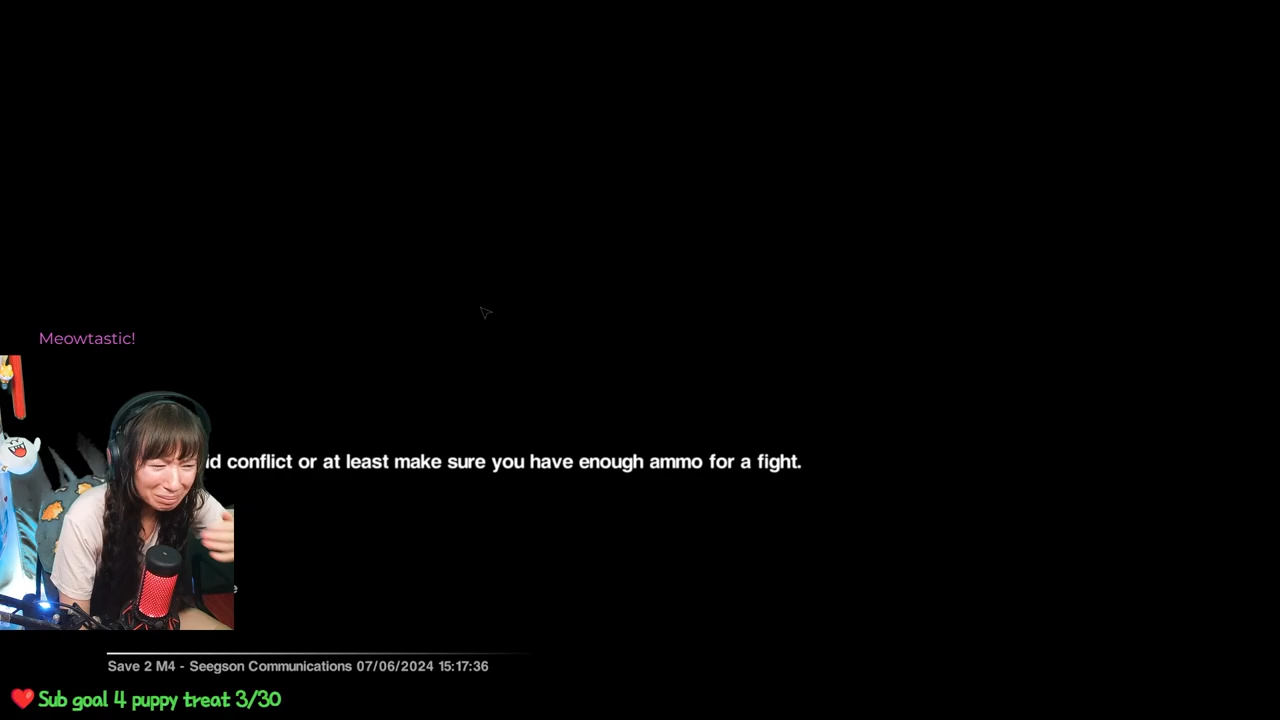 Meowtastic!
conflict or at least make sure you have enough ammo for a fight.
Save 2 M4 - Seegson Communications 07/06/2024 15:17:36
Sub goal 4 puppy treat 3/30